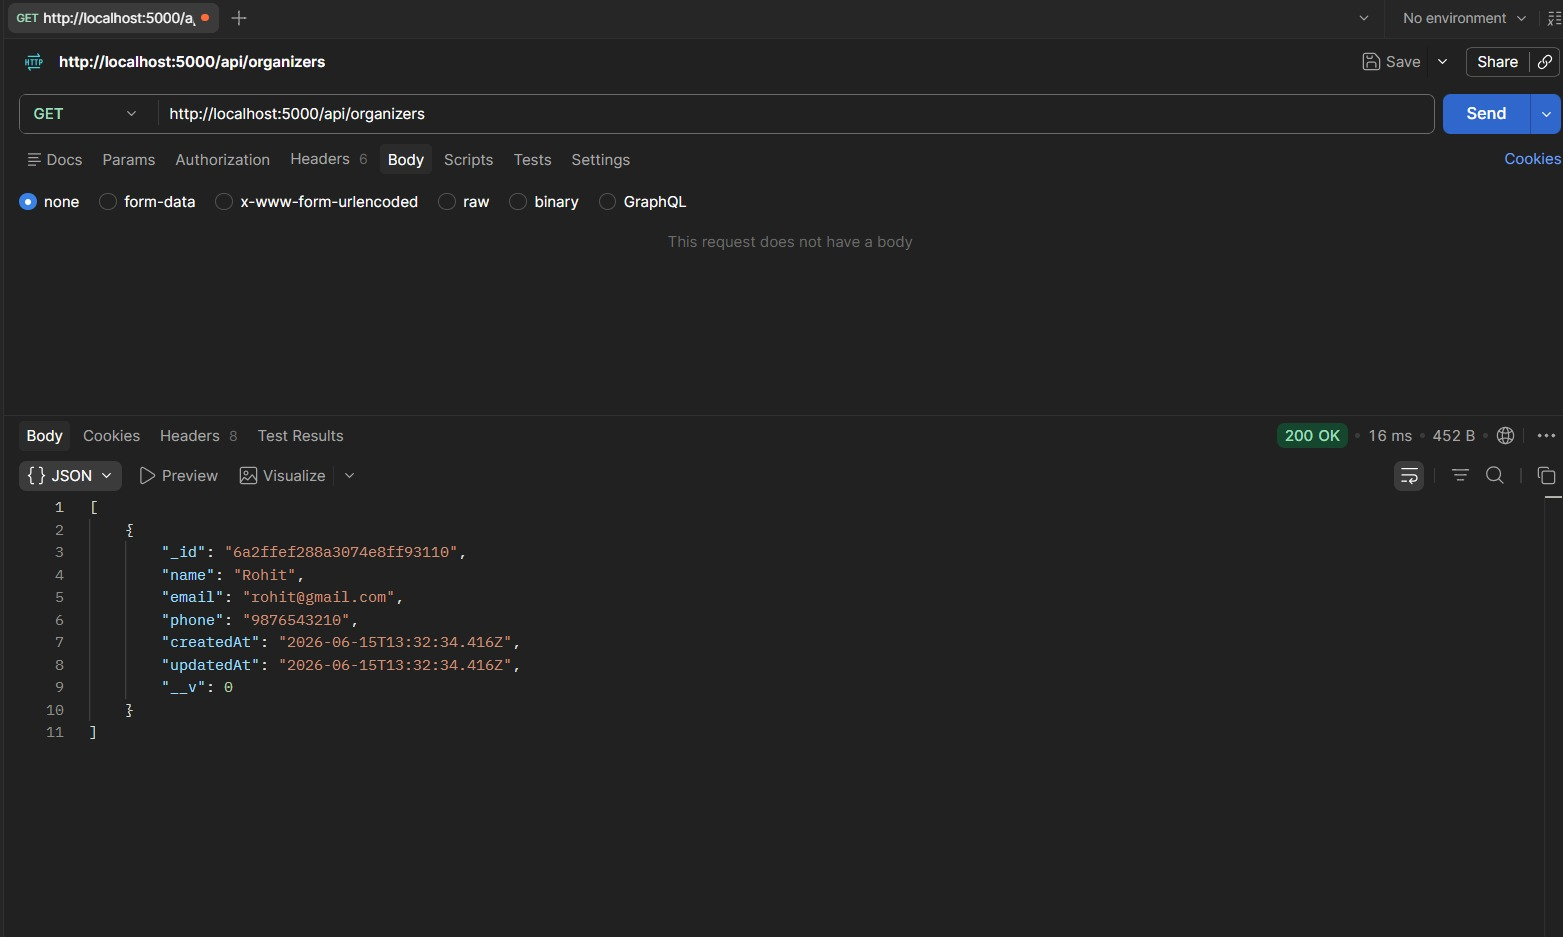 GET http://localhost:5000/a
No environment
HTTP http://localhost:5000/api/organizers
Save Share
GET http://localhost:5000/api/organizers Send
Docs Params Authorization Headers 6 Body Scripts Tests Settings Cookies
none form-data x-www-form-urlencoded raw binary GraphQL
This request does not have a body
Body Cookies Headers 8 Test Results 200 OK • 16 ms • 452 B •
{} JSON Preview Visualize
1 [
2 {
3 "_id": "6a2ffef288a3074e8ff93110",
4 "name": "Rohit",
5 "email": "rohit@gmail.com",
6 "phone": "9876543210",
7 "createdAt": "2026-06-15T13:32:34.416Z",
8 "updatedAt": "2026-06-15T13:32:34.416Z",
9 "__v": 0
10 }
11 ]